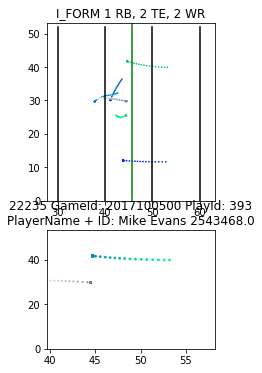 I_FORM 1 RB, 2 TE, 2 WR
50
40
30
20
10
0
30 40 50 60
22235 GameId: 2017100500 PlayId: 393
PlayerName + ID: Mike Evans 2543468.0
40
20
0
40 45 50 55